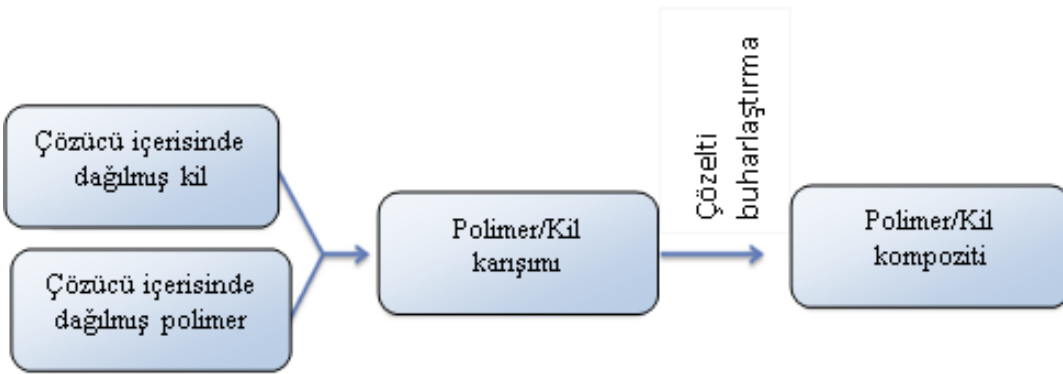 Çözücü içerisinde
dağılmış kil
Çözücü içerisinde
dağılmış polimer
Polimer/Kil
karışımı
Çözelti
buharlaştırma
Polimer/Kil
kompoziti